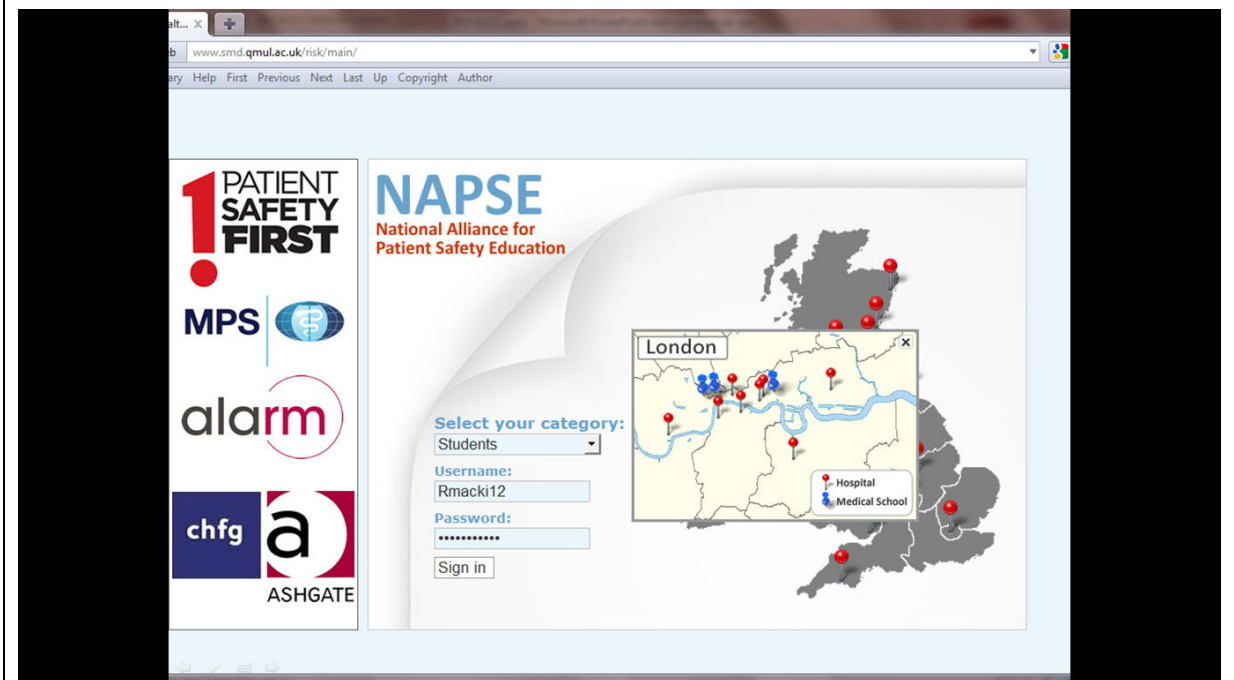 alt...
www.smd.qmul.ac.uk/risk/main/
ary Help First Previous Next Last Up Copyright Author
PATIENT
SAFETY
FIRST
MPS
alarm
chfg
a
ASHGATE
NAPSE
National Alliance for
Patient Safety Education
London
Hospital
Medical School
Select your category:
Students
Username:
Rmacki12
Password:
•••••••••••
Sign in